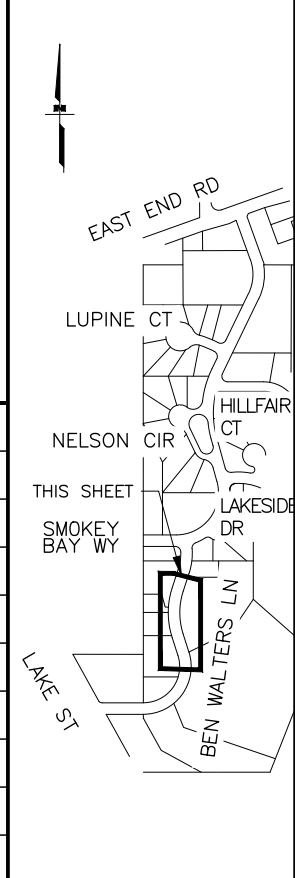 EAST END RD
LUPINE CT
HILLFAIR
CT
NELSON CIR
THIS SHEET
LAKESIDE
DR
SMOKEY
BAY WY
BEN WALTERS LN
LAKE ST